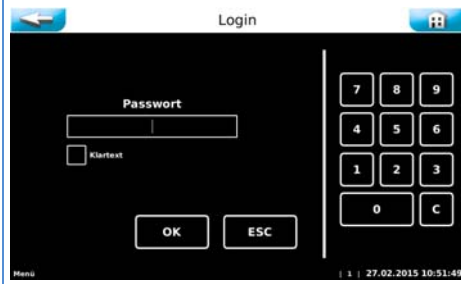 Login
Passwort
Klartext
OK
ESC
7 8 9
4 5 6
1 2 3
0 C
Menü
| 1 | 27.02.2015 10:51:49